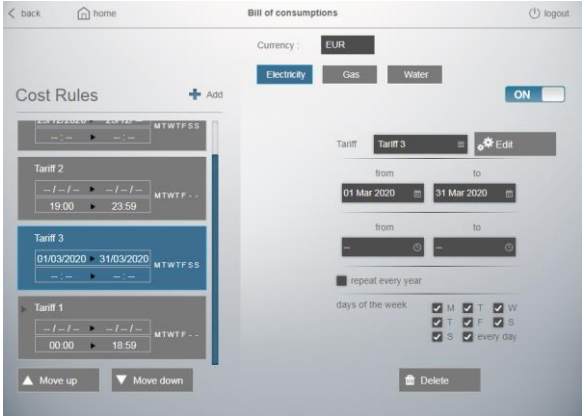 back
home
Bill of consumptions
logout
Currency :
EUR
Electricity
Gas
Water
Cost Rules
Add
ON
-- : --
MTWTFSS
Tariff 2
-- / -- / --
-- / -- / --
19:00
23:59
MTWTF - -
Tariff 3
01/03/2020
31/03/2020
-- : --
-- : --
MTWTFSS
Tariff 1
-- / -- / --
-- / -- / --
00:00
18:59
MTWTF - -
Move up
Move down
Tariff
Tariff 3
Edit
from
to
01 Mar 2020
31 Mar 2020
from
to
--
--
repeat every year
days of the week
M T W
T F S
S every day
Delete